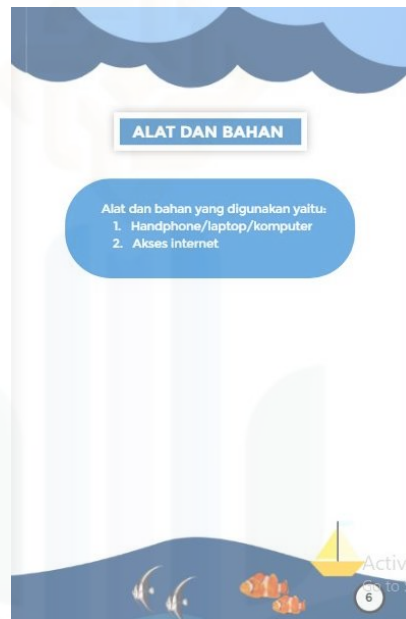 ALAT DAN BAHAN
Alat dan bahan yang digunakan yaitu:
1. Handphone/laptop/komputer
2. Akses internet
Activ
Go to
6